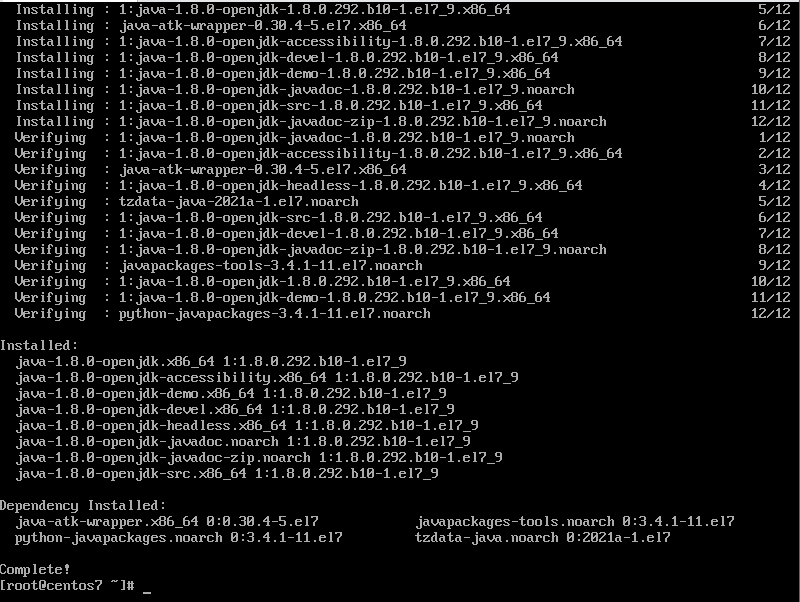 Installing : 1:java-1.8.0-openjdk-1.8.0.292.b10-1.el7_9.x86_64 5/12
Installing : java-atk-wrapper-0.30.4-5.el7.x86_64 6/12
Installing : 1:java-1.8.0-openjdk-accessibility-1.8.0.292.b10-1.el7_9.x86_64 7/12
Installing : 1:java-1.8.0-openjdk-devel-1.8.0.292.b10-1.el7_9.x86_64 8/12
Installing : 1:java-1.8.0-openjdk-demo-1.8.0.292.b10-1.el7_9.x86_64 9/12
Installing : 1:java-1.8.0-openjdk-javadoc-1.8.0.292.b10-1.el7_9.noarch 10/12
Installing : 1:java-1.8.0-openjdk-src-1.8.0.292.b10-1.el7_9.x86_64 11/12
Installing : 1:java-1.8.0-openjdk-javadoc-zip-1.8.0.292.b10-1.el7_9.noarch 12/12
Verifying : 1:java-1.8.0-openjdk-javadoc-1.8.0.292.b10-1.el7_9.noarch 1/12
Verifying : 1:java-1.8.0-openjdk-accessibility-1.8.0.292.b10-1.el7_9.x86_64 2/12
Verifying : java-atk-wrapper-0.30.4-5.el7.x86_64 3/12
Verifying : 1:java-1.8.0-openjdk-headless-1.8.0.292.b10-1.el7_9.x86_64 4/12
Verifying : tzdata-java-2021a-1.el7.noarch 5/12
Verifying : 1:java-1.8.0-openjdk-src-1.8.0.292.b10-1.el7_9.x86_64 6/12
Verifying : 1:java-1.8.0-openjdk-devel-1.8.0.292.b10-1.el7_9.x86_64 7/12
Verifying : 1:java-1.8.0-openjdk-javadoc-zip-1.8.0.292.b10-1.el7_9.noarch 8/12
Verifying : javapackages-tools-3.4.1-11.el7.noarch 9/12
Verifying : 1:java-1.8.0-openjdk-1.8.0.292.b10-1.el7_9.x86_64 10/12
Verifying : 1:java-1.8.0-openjdk-demo-1.8.0.292.b10-1.el7_9.x86_64 11/12
Verifying : python-javapackages-3.4.1-11.el7.noarch 12/12
Installed:
java-1.8.0-openjdk.x86_64 1:1.8.0.292.b10-1.el7_9
java-1.8.0-openjdk-accessibility.x86_64 1:1.8.0.292.b10-1.el7_9
java-1.8.0-openjdk-demo.x86_64 1:1.8.0.292.b10-1.el7_9
java-1.8.0-openjdk-devel.x86_64 1:1.8.0.292.b10-1.el7_9
java-1.8.0-openjdk-headless.x86_64 1:1.8.0.292.b10-1.el7_9
java-1.8.0-openjdk-javadoc.noarch 1:1.8.0.292.b10-1.el7_9
java-1.8.0-openjdk-javadoc-zip.noarch 1:1.8.0.292.b10-1.el7_9
java-1.8.0-openjdk-src.x86_64 1:1.8.0.292.b10-1.el7_9
Dependency Installed:
java-atk-wrapper.x86_64 0:0.30.4-5.el7 javapackages-tools.noarch 0:3.4.1-11.el7
python-javapackages.noarch 0:3.4.1-11.el7 tzdata-java.noarch 0:2021a-1.el7
Complete!
[root@centos7 ~]# _